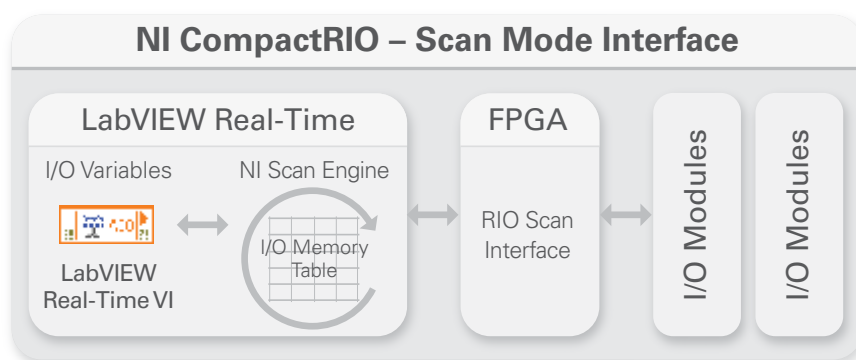 NI CompactRIO – Scan Mode Interface
LabVIEW Real-Time
I/O Variables
LabVIEW
Real-Time VI
NI Scan Engine
I/O Memory
Table
FPGA
RIO Scan
Interface
I/O Modules
I/O Modules